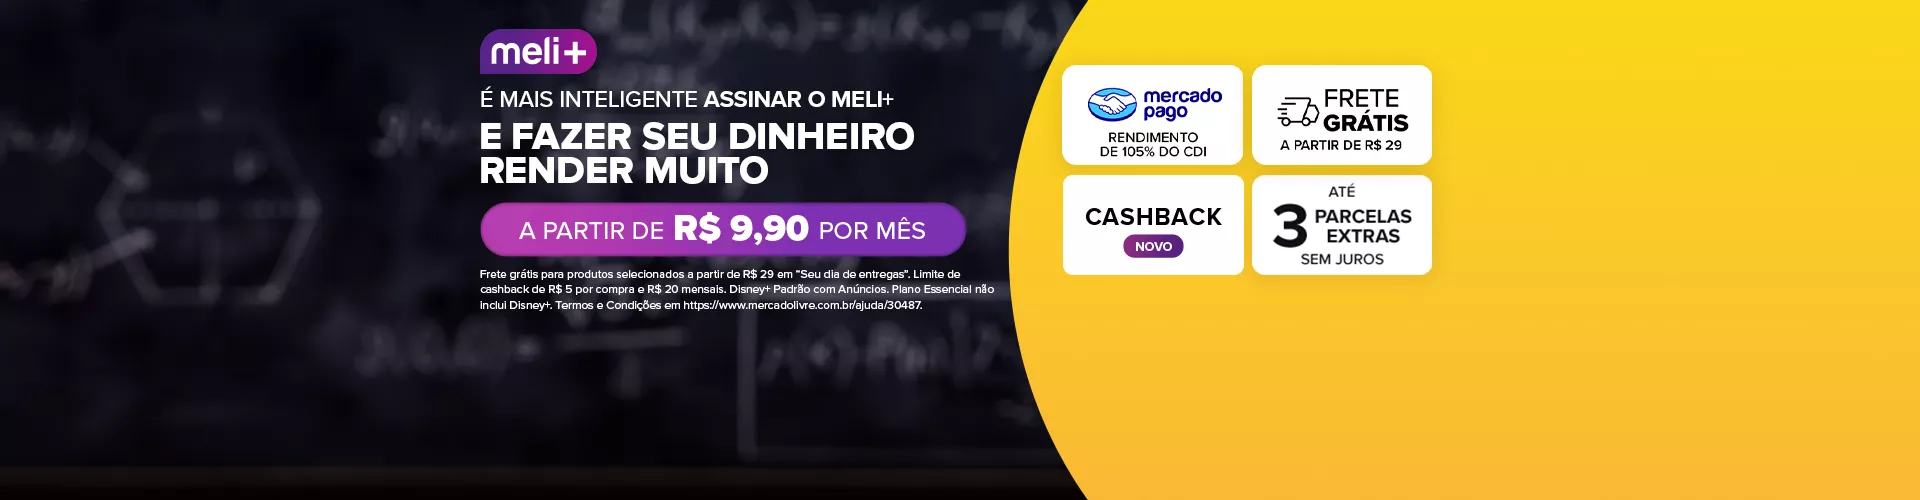 meli+
É MAIS INTELIGENTE ASSINAR O MELI+
E FAZER SEU DINHEIRO
RENDER MUITO
A PARTIR DE R$ 9,90 POR MÊS
Frete grátis para produtos selecionados a partir de R$ 29 em "Seu dia de entregas". Limite de
cashback de R$ 5 por compra e R$ 20 mensais. Disney+ Padrão com Anúncios. Plano Essencial não
inclui Disney+. Termos e Condições em https://www.mercadolivre.com.br/ajuda/30487.
mercado
pago
RENDIMENTO
DE 105% DO CDI
FRETE
GRÁTIS
A PARTIR DE R$ 29
CASHBACK
NOVO
ATÉ
3 PARCELAS
EXTRAS
SEM JUROS